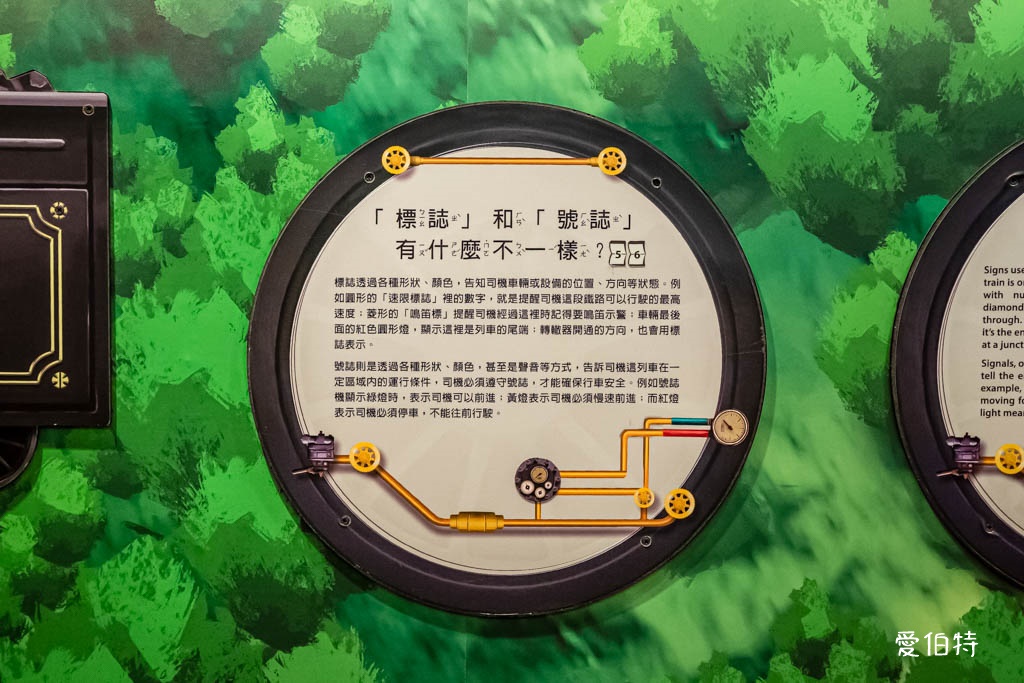 「標誌」和「號誌」
有什麼不一樣？5 6
標誌透過各種形狀、顏色，告知司機車輛或設備的位置、方向等狀態。例
如圓形的「速限標誌」裡的數字，就是提醒司機這段鐵路可以行駛的最高
速度；菱形的「鳴笛標」提醒司機經過這裡時記得要鳴笛示警；車輛最後
面的紅色圓形燈，顯示這裡是列車的尾端；轉轍器開通的方向，也會用標
誌表示。
號誌則是透過各種形狀、顏色，甚至是聲音等方式，告訴司機這列車在一
定區域内的運行條件，司機必須遵守號誌，才能確保行車安全。例如號誌
機顯示綠燈時，表示司機可以前進；黃燈表示司機必須慢速前進；而紅燈
表示司機必須停車，不能往前行駛。
Signs use
train is o
with nu
diamond
through.
it's the en
at a junct
Signals, o
tell the e
example,
moving fo
light mea
愛伯特